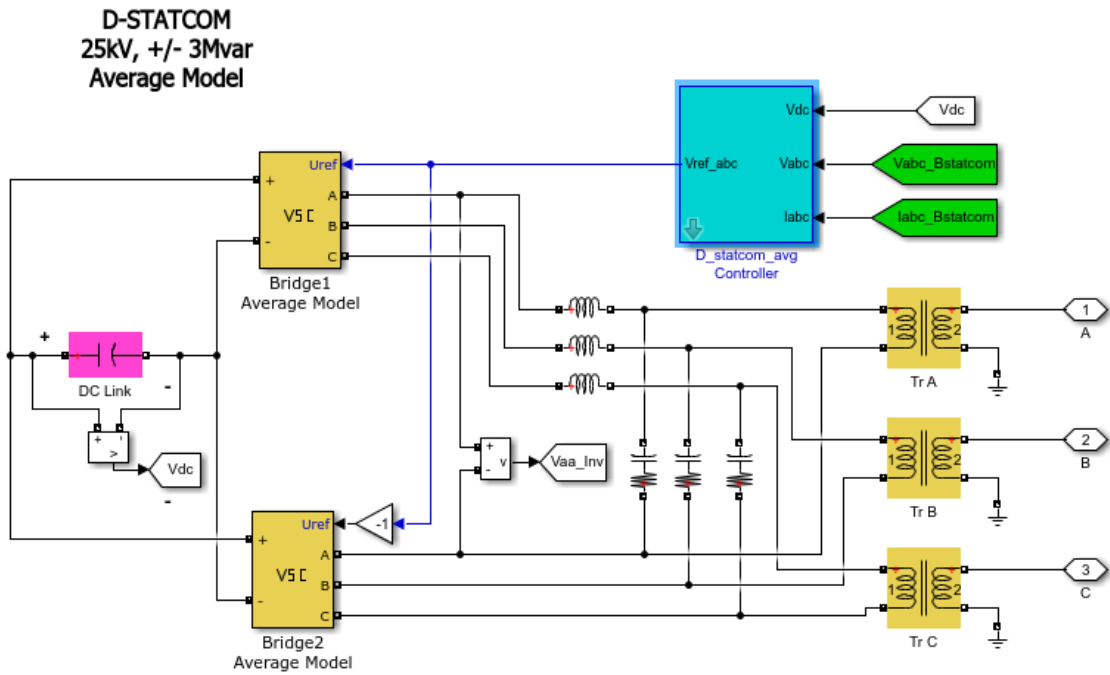 D-STATCOM
25kV, +/- 3Mvar
Average Model
Vdc
Vabc
Iabc
Vref_abc
D_statcom_avg
Controller
Vdc
Vabc_Bstatcom
Iabc_Bstatcom
Uref
+
-
VSC
A
B
C
Bridge1
Average Model
+
-
DC Link
+
-
v
Vdc
-
+
-
v
Vaa_Inv
-1
Uref
+
-
VSC
A
B
C
Bridge2
Average Model
+
+
+
1
+
2
+
Tr A
1
A
1
+
2
+
Tr B
2
B
1
+
2
+
Tr C
3
C